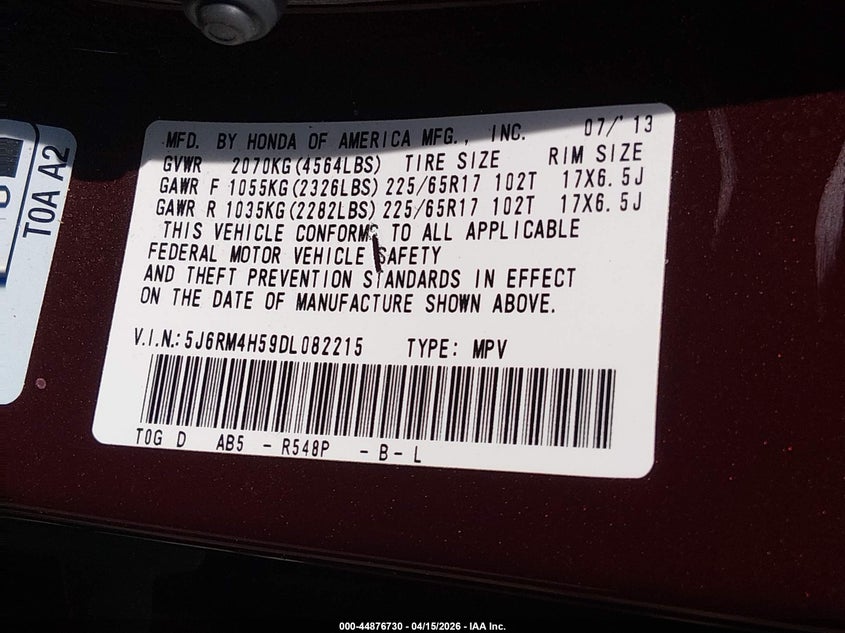 MFD. BY HONDA OF AMERICA MFG., INC. 07/'13
GVWR 2070KG(4564LBS) TIRE SIZE RIM SIZE
GAWR F 1055KG(2326LBS) 225/65R17 102T 17X6.5J
GAWR R 1035KG(2282LBS) 225/65R17 102T 17X6.5J
THIS VEHICLE CONFORMS TO ALL APPLICABLE
FEDERAL MOTOR VEHICLE SAFETY
AND THEFT PREVENTION STANDARDS IN EFFECT
ON THE DATE OF MANUFACTURE SHOWN ABOVE.
V.I.N.: 5J6RM4H59DL082215 TYPE: MPV
T0G D AB5 - R548P - B - L
T0A A2
000-44876730 - 04/15/2026 - IAA Inc.